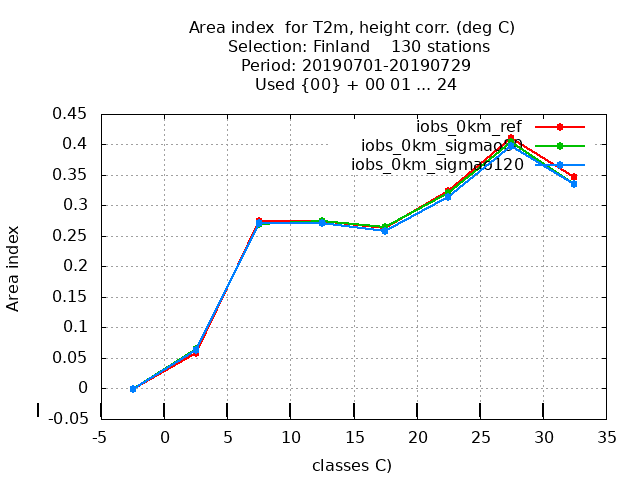 Area index  for T2m, height corr. (deg C)
Selection: Finland    130 stations
Period: 20190701-20190729
Used {00} + 00 01 ... 24
0.45
0.4
0.35
0.3
0.25
0.2
0.15
0.1
0.05
0
-0.05
Area index
iobs_0km_ref
iobs_0km_sigmao120
-5
0
5
10
15
20
25
30
35
classes C)